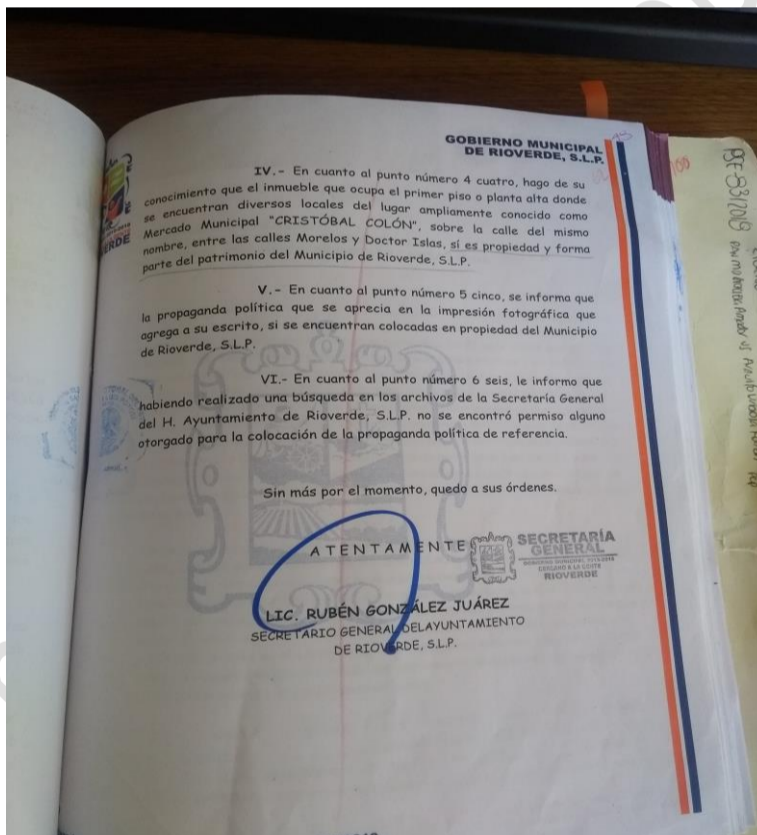 GOBIERNO MUNICIPAL
DE RIOVERDE, S.L.P.
IV.- En cuanto al punto número 4 cuatro, hago de su
conocimiento que el inmueble que ocupa el primer piso o planta alta donde
se encuentran diversos locales del lugar ampliamente conocido como
Mercado Municipal "CRISTÓBAL COLÓN", sobre la calle del mismo
nombre, entre las calles Morelos y Doctor Islas, sí es propiedad y forma
parte del patrimonio del Municipio de Rioverde, S.L.P.
V.- En cuanto al punto número 5 cinco, se informa que
la propaganda política que se aprecia en la impresión fotográfica que
agrega a su escrito, si se encuentran colocadas en propiedad del Municipio
de Rioverde, S.L.P.
VI.- En cuanto al punto número 6 seis, le informo que
habiendo realizado una búsqueda en los archivos de la Secretaría General
del H. Ayuntamiento de Rioverde, S.L.P. no se encontró permiso alguno
otorgado para la colocación de la propaganda política de referencia.
Sin más por el momento, quedo a sus órdenes.
ATENTAMENTE
SECRETARÍA
GENERAL
RIOVERDE
LIC. RUBÉN GONZÁLEZ JUÁREZ
SECRETARIO GENERAL DELAYUNTAMIENTO
DE RIOVERDE, S.L.P.